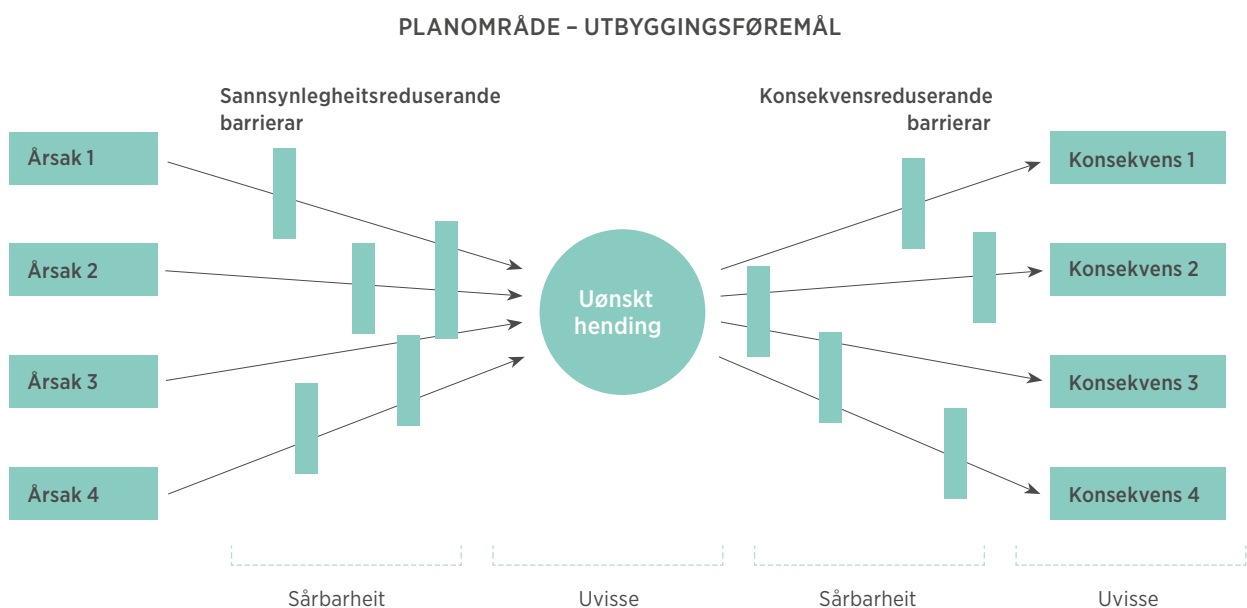 PLANOMRÅDE – UTBYGGINGSFØREMÅL
Sannsynlegheitsreduserande
barrierar
Konsekvensreduserande
barrierar
Årsak 1
Årsak 2
Årsak 3
Årsak 4
Uønskt
hending
Konsekvens 1
Konsekvens 2
Konsekvens 3
Konsekvens 4
Sårbarheit
Uvisse
Sårbarheit
Uvisse